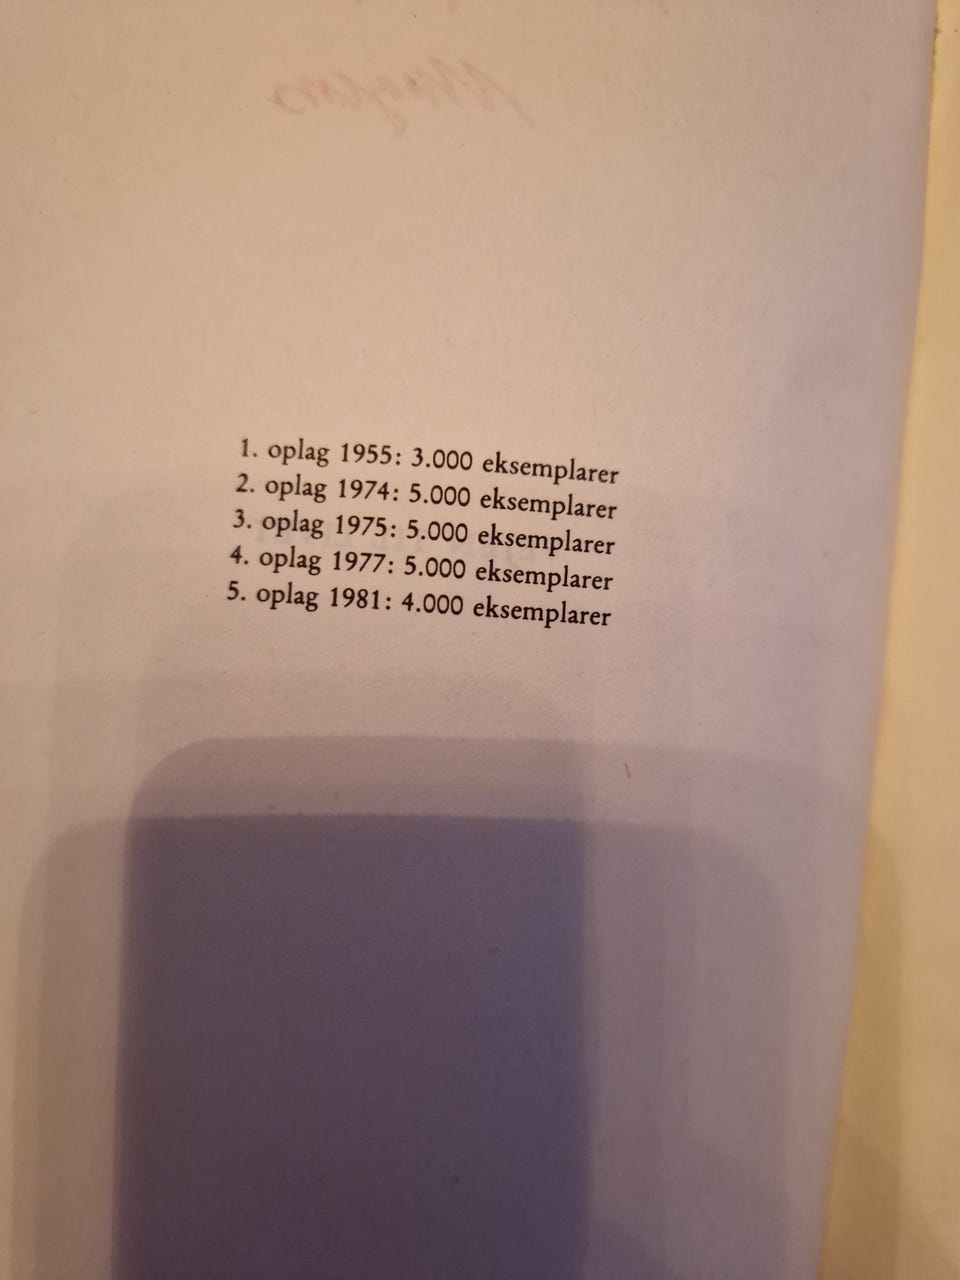 1. oplag 1955: 3.000 eksemplarer
2. oplag 1974: 5.000 eksemplarer
3. oplag 1975: 5.000 eksemplarer
4. oplag 1977: 5.000 eksemplarer
5. oplag 1981: 4.000 eksemplarer